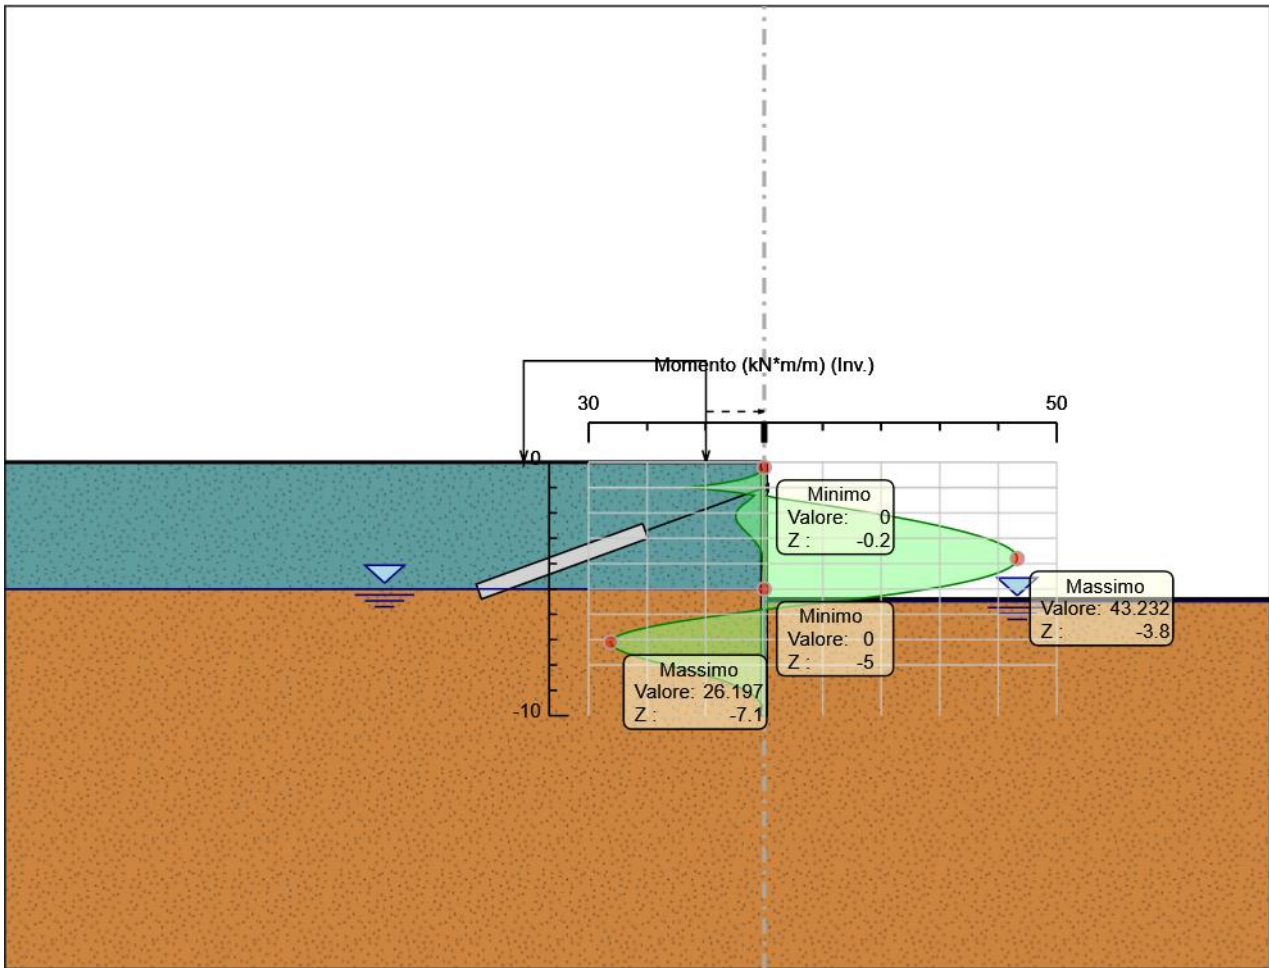 Momento (kN*m/m) (Inv.)
30
50
0
Minimo
Valore: 0
Z : -0.2
Massimo
Valore: 43.232
Z : -3.8
Minimo
Valore: 0
Z : -5
Massimo
Valore: 26.197
Z : -7.1
-10